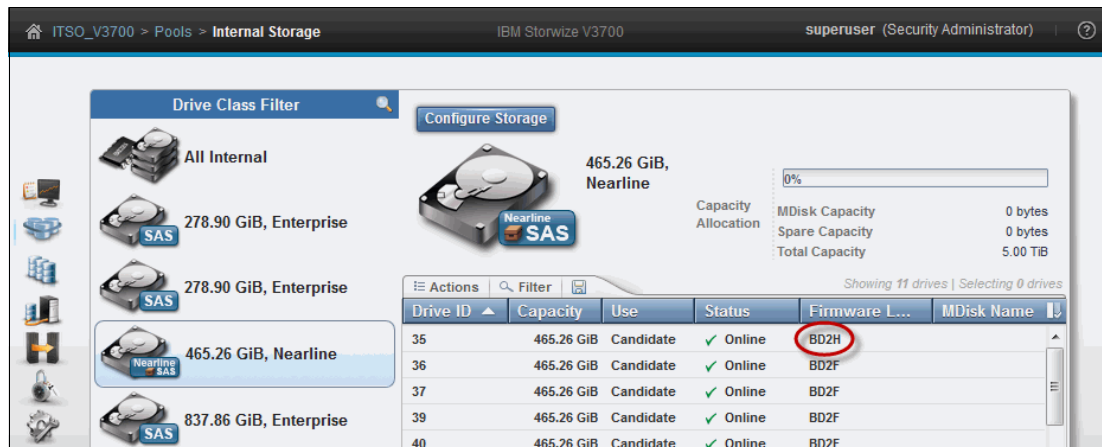 ITSO_V3700 > Pools > Internal Storage
IBM Storwize V3700
superuser (Security Administrator)
?
Drive Class Filter
All Internal
SAS
278.90 GiB, Enterprise
SAS
278.90 GiB, Enterprise
Nearline
SAS
465.26 GiB, Nearline
SAS
837.86 GiB, Enterprise
Configure Storage
Nearline
SAS
465.26 GiB,
Nearline
Capacity
Allocation
0%
MDisk Capacity 0 bytes
Spare Capacity 0 bytes
Total Capacity 5.00 TiB
Actions Filter
Showing 11 drives | Selecting 0 drives
Drive ID Capacity Use Status Firmware L... MDisk Name
35 465.26 GiB Candidate Online BD2H
36 465.26 GiB Candidate Online BD2F
37 465.26 GiB Candidate Online BD2F
39 465.26 GiB Candidate Online BD2F
40 465.26 GiB Candidate Online BD2F